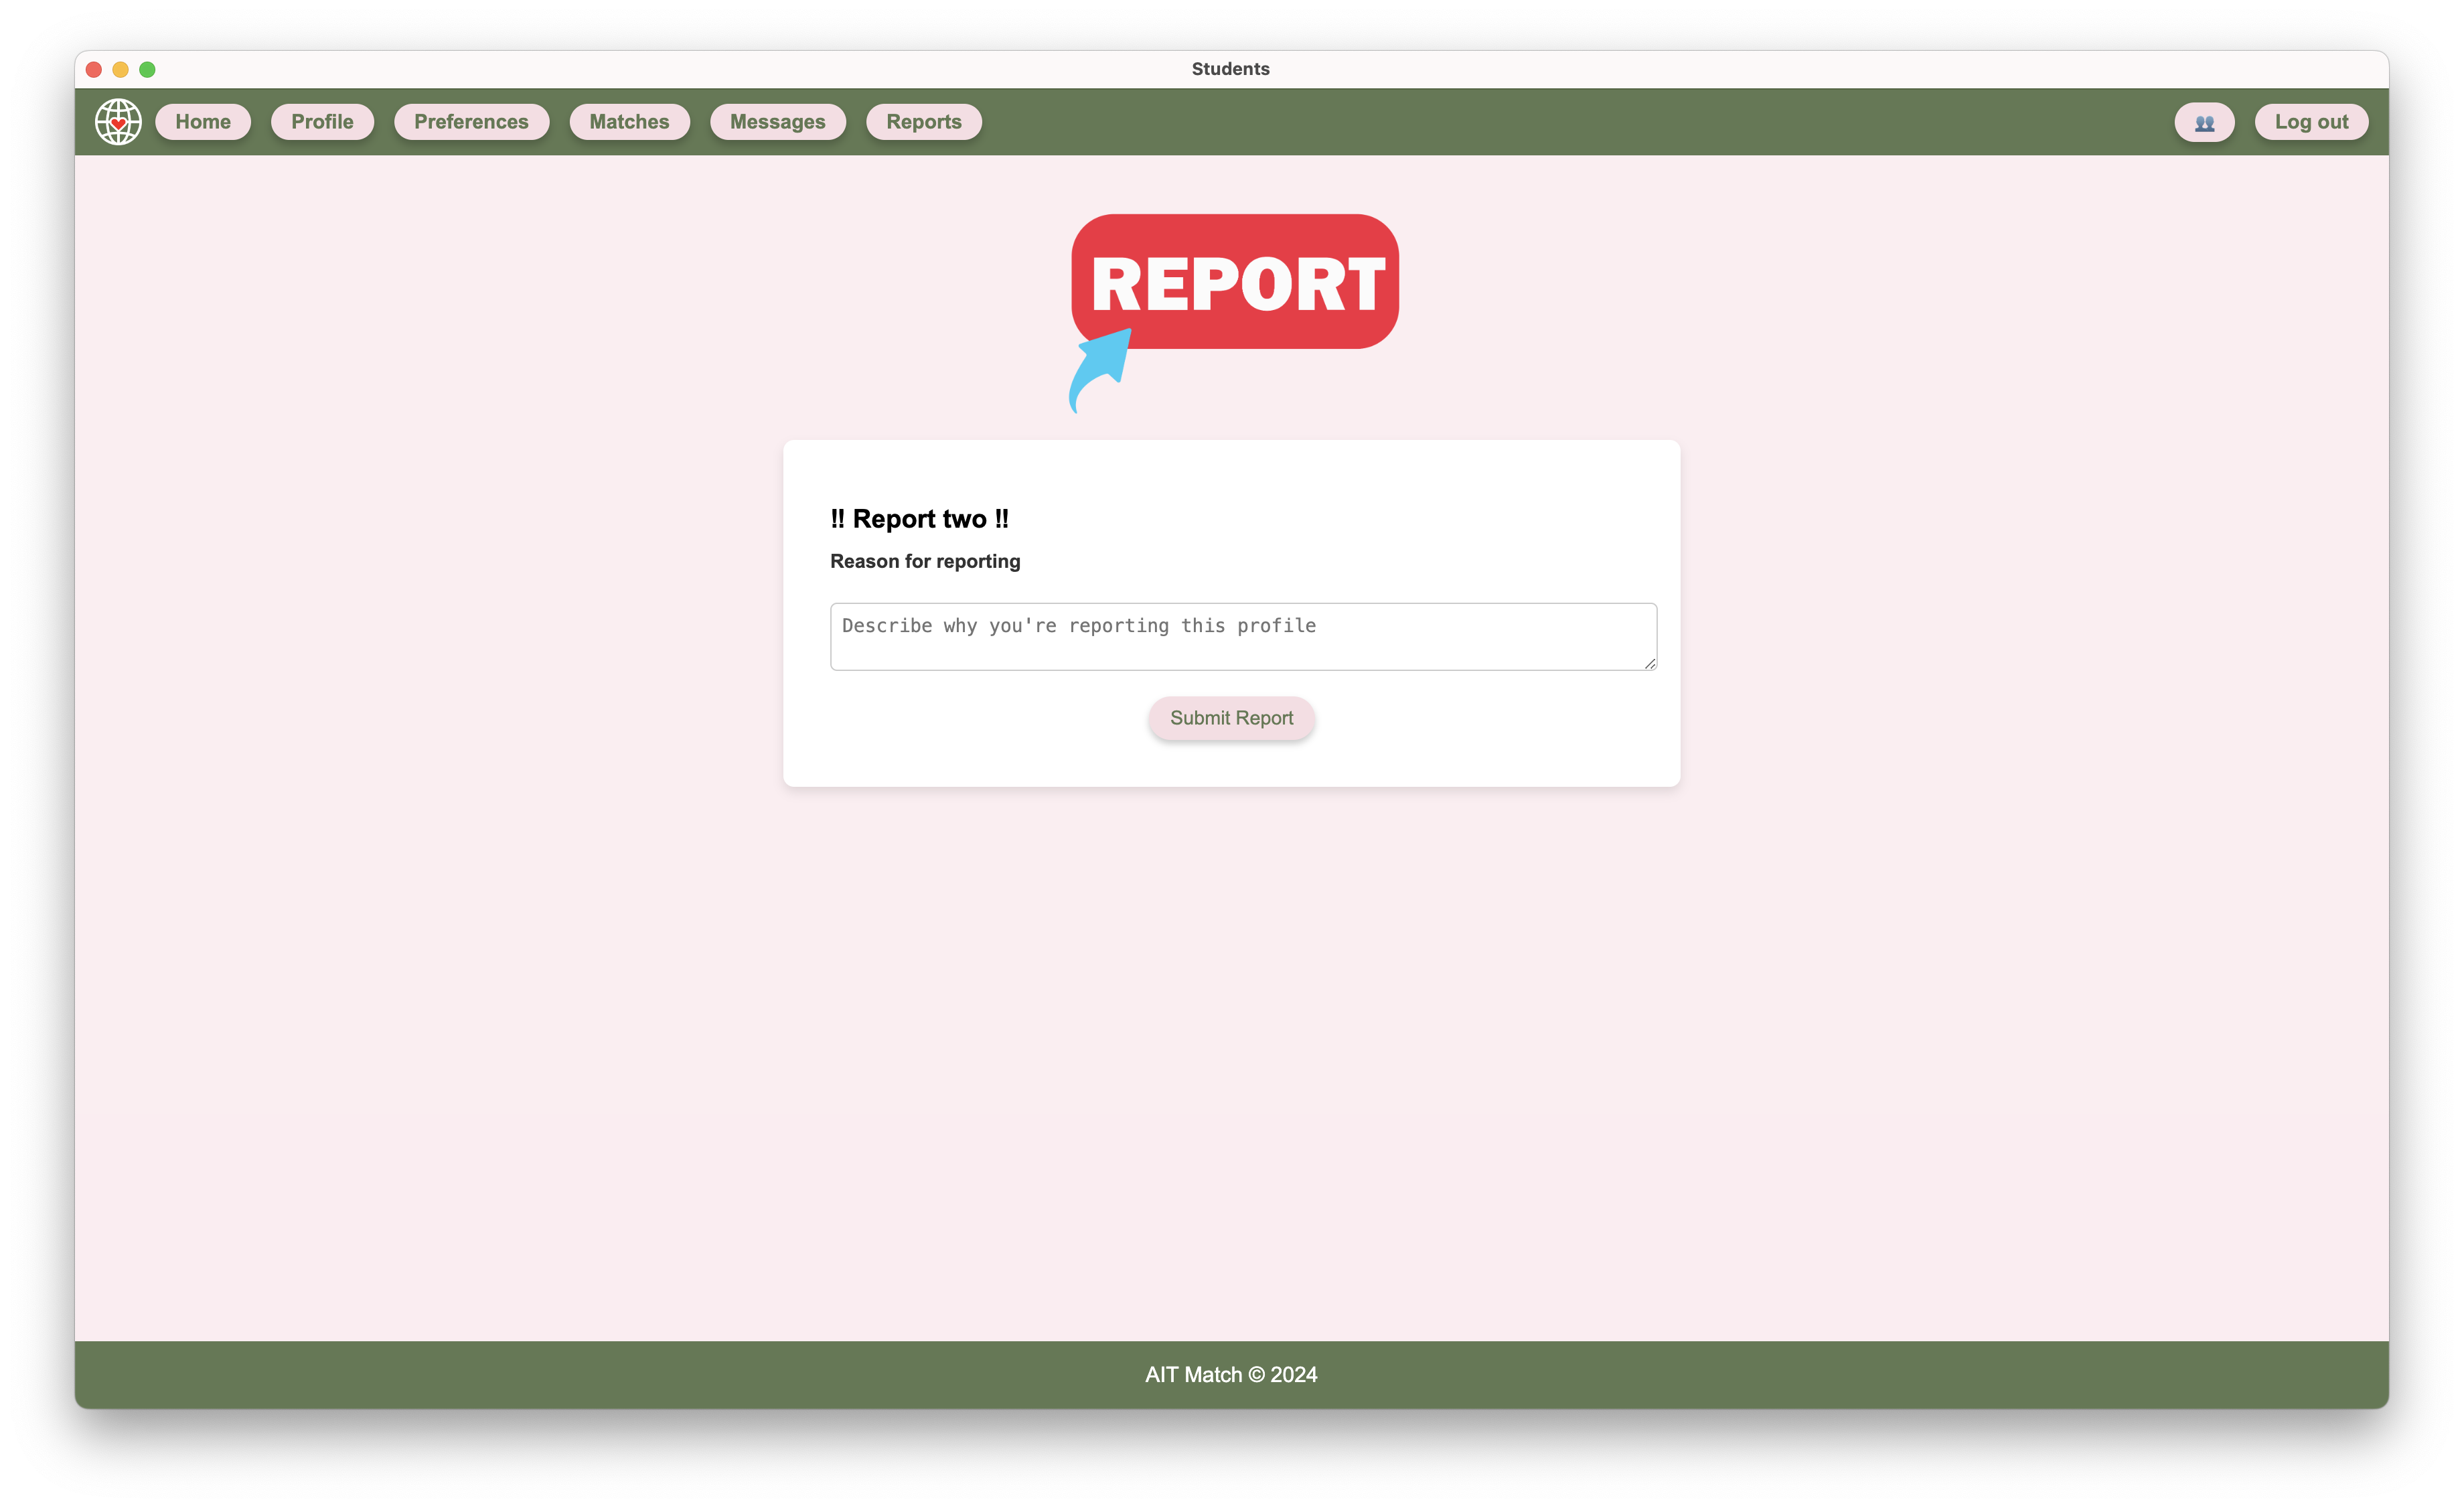 Students
Home Profile Preferences Matches Messages Reports Log out
REPORT
‼ Report two ‼
Reason for reporting
Describe why you're reporting this profile
Submit Report
AIT Match © 2024